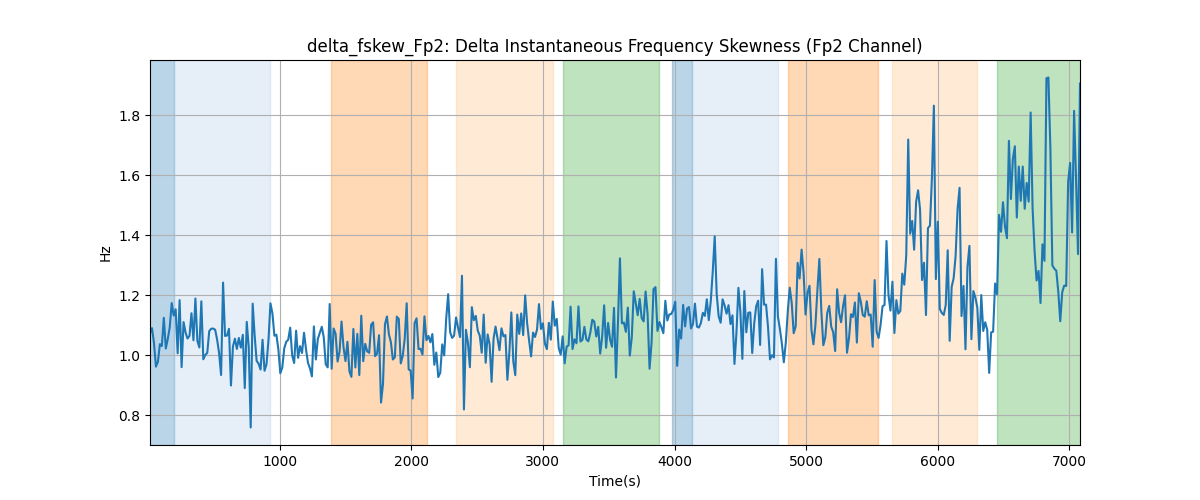 delta_fskew_Fp2: Delta Instantaneous Frequency Skewness (Fp2 Channel)
1.8
1.6
1.4
1.2
1.0
0.8
Hz
1000 2000 3000 4000 5000 6000 7000
Time(s)